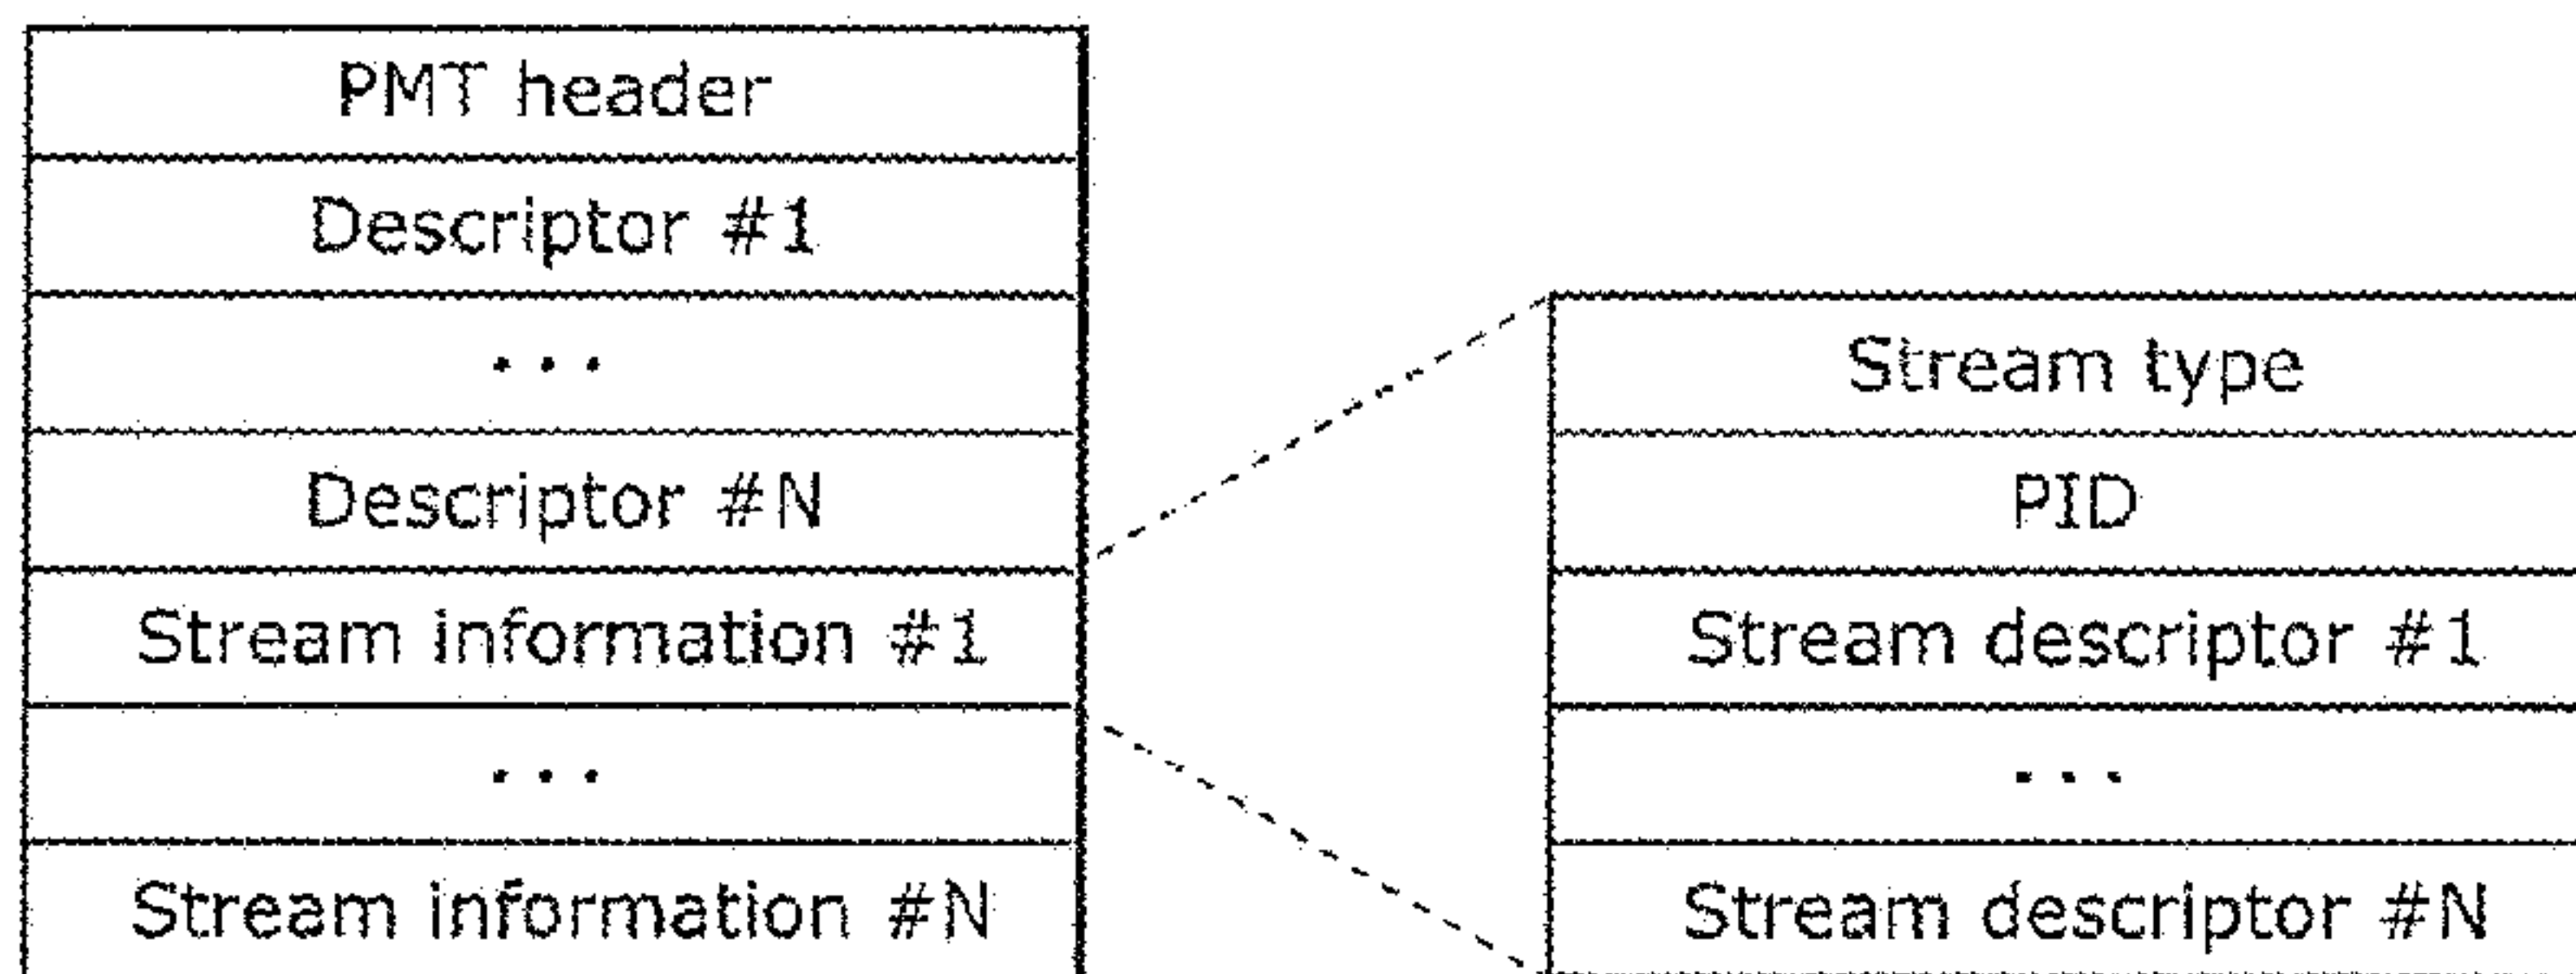 PMT header
Descriptor #1
...
Descriptor #N
Stream information #1
...
Stream information #N
Stream type
PID
Stream descriptor #1
...
Stream descriptor #N